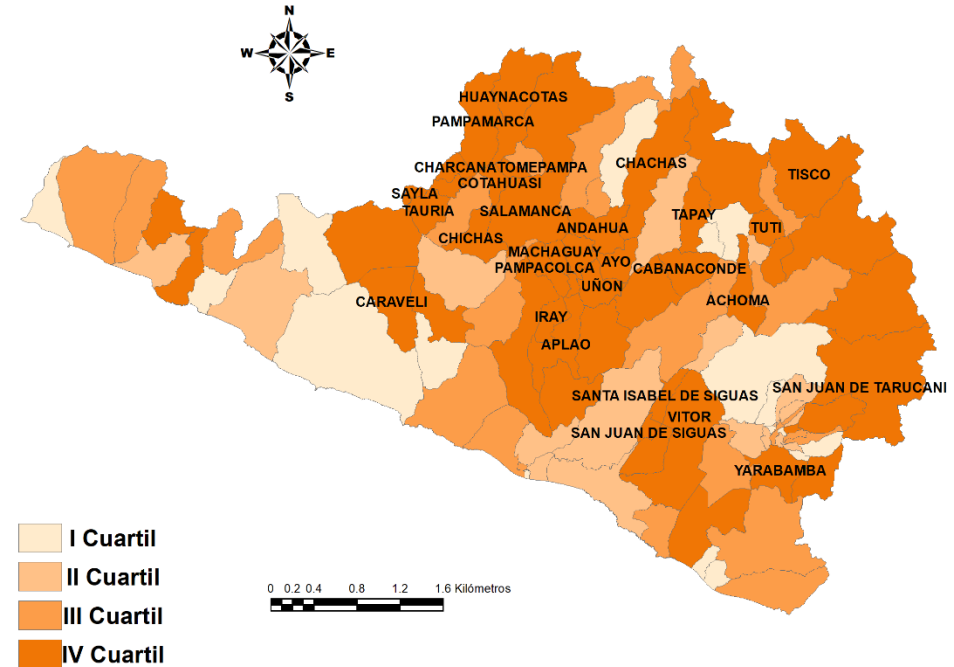 N
W E
S
HUAYNACOTAS
PAMPAMARCA
CHARCANATOMEPAMPA
CHACHAS
TISCO
COTAHUASI
SAYLA
TAURIA
SALAMANCA
TAPAY
ANDAHUA
TUTI
CHICHAS
MACHAGUAY
AYO
PAMPACOLCA
CABANACONDE
UÑON
CARAVELI
ACHOMA
IRAY
APLAO
SAN JUAN DE TARUCANI
SANTA ISABEL DE SIGUAS
VITOR
SAN JUAN DE SIGUAS
YARABAMBA
I Cuartil
II Cuartil
III Cuartil
IV Cuartil
0 0.2 0.4 0.8 1.2 1.6 Kilómetros